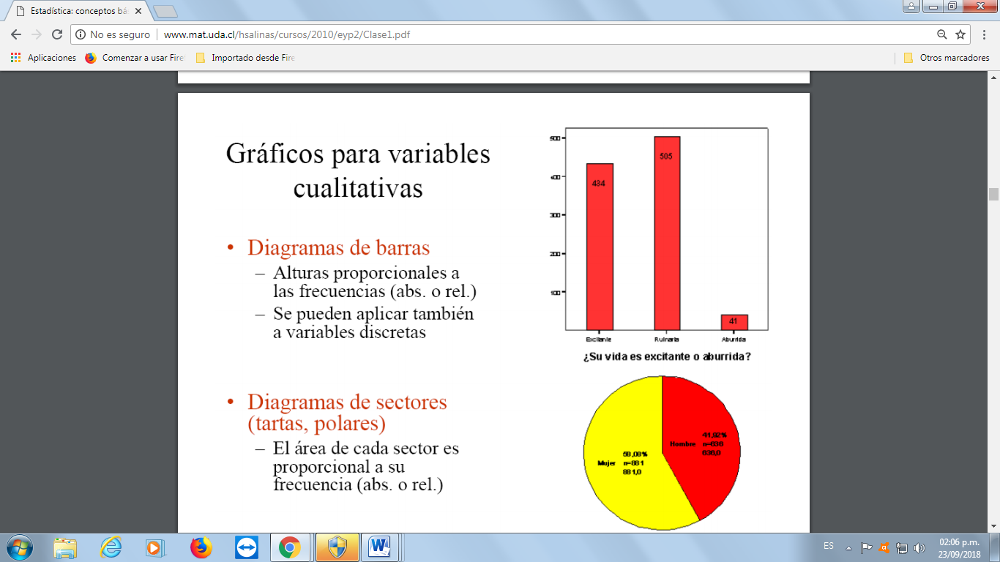 Estadística: conceptos bá
No es seguro
www.mat.uda.cl/hsalinas/cursos/2010/eyp2/Clase1.pdf
Aplicaciones
Comenzar a usar Fire
Importado desde Fire
Otros marcadores
Gráficos para variables
cualitativas
• Diagramas de barras
– Alturas proporcionales a
las frecuencias (abs. o rel.)
– Se pueden aplicar también
a variables discretas
• Diagramas de sectores
(tartas, polares)
– El área de cada sector es
proporcional a su
frecuencia (abs. o rel.)
500
400
300
200
100
434
505
41
Excitante
Rutinaria
Aburrida
¿Su vida es excitante o aburrida?
41,92%
Hombre n=636
636,0
58,08%
Mujer n=881
881,0
ES
02:06 p.m.
23/09/2018